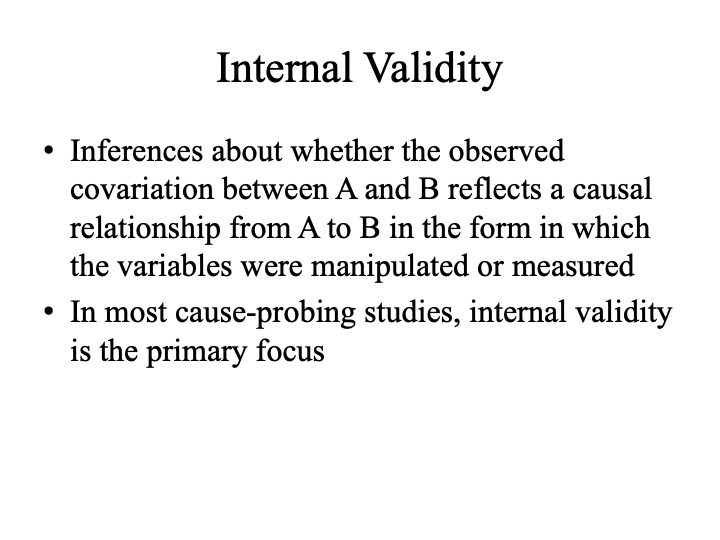 Internal Validity
• Inferences about whether the observed
covariation between A and B reflects a causal
relationship from A to B in the form in which
the variables were manipulated or measured
• In most cause-probing studies, internal validity
is the primary focus